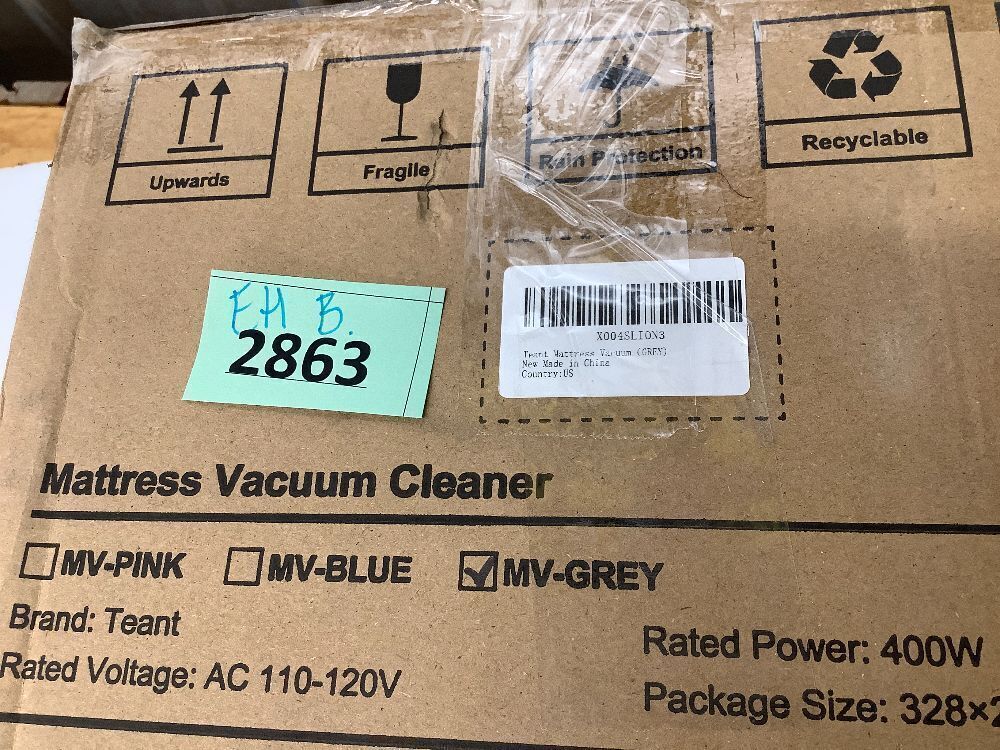 Upwards
Fragile
Rain Protection
Recyclable
EH B.
2863
X004SLION3
Teant Mattress Vacuum (GREY)
New Made in China
Country:US
Mattress Vacuum Cleaner
MV-PINK MV-BLUE MV-GREY
Brand: Teant
Rated Voltage: AC 110-120V
Rated Power: 400W
Package Size: 328×2